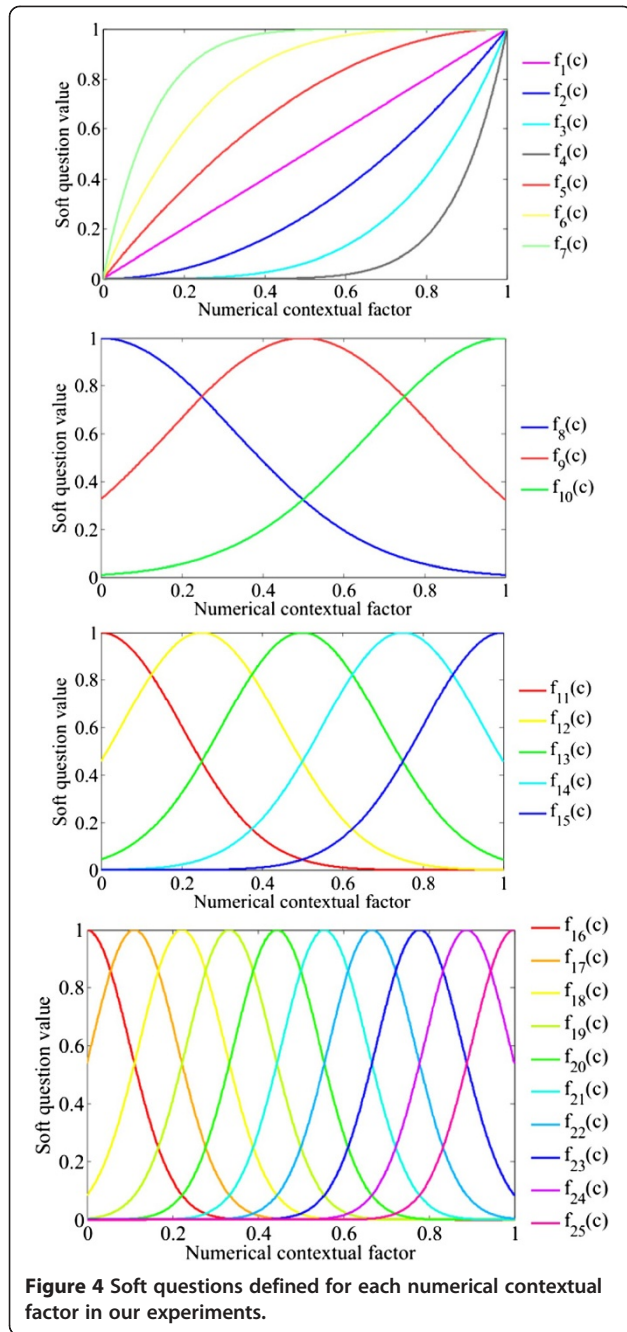 1
0.8
0.6
0.4
0.2
0
Soft question value
0.2 0.4 0.6 0.8 1
Numerical contextual factor
f1(c)
f2(c)
f3(c)
f4(c)
f5(c)
f6(c)
f7(c)
1
0.8
0.6
0.4
0.2
0
Soft question value
0 0.2 0.4 0.6 0.8 1
Numerical contextual factor
f8(c)
f9(c)
f10(c)
1
0.8
0.6
0.4
0.2
0
Soft question value
0 0.2 0.4 0.6 0.8 1
Numerical contextual factor
f11(c)
f12(c)
f13(c)
f14(c)
f15(c)
1
0.8
0.6
0.4
0.2
0
Soft question value
0 0.2 0.4 0.6 0.8 1
Numerical contextual factor
f16(c)
f17(c)
f18(c)
f19(c)
f20(c)
f21(c)
f22(c)
f23(c)
f24(c)
f25(c)
Figure 4 Soft questions defined for each numerical contextual
factor in our experiments.